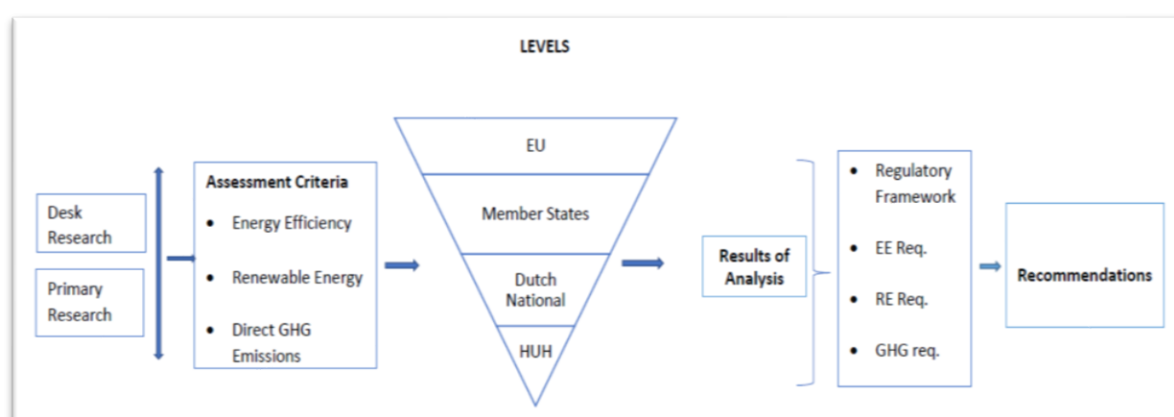 LEVELS
Desk
Research
Primary
Research
Assessment Criteria
• Energy Efficiency
• Renewable Energy
• Direct GHG
Emissions
EU
Member States
Dutch
National
HUH
Results of
Analysis
• Regulatory
Framework
• EE Req.
• RE Req.
• GHG req.
Recommendations